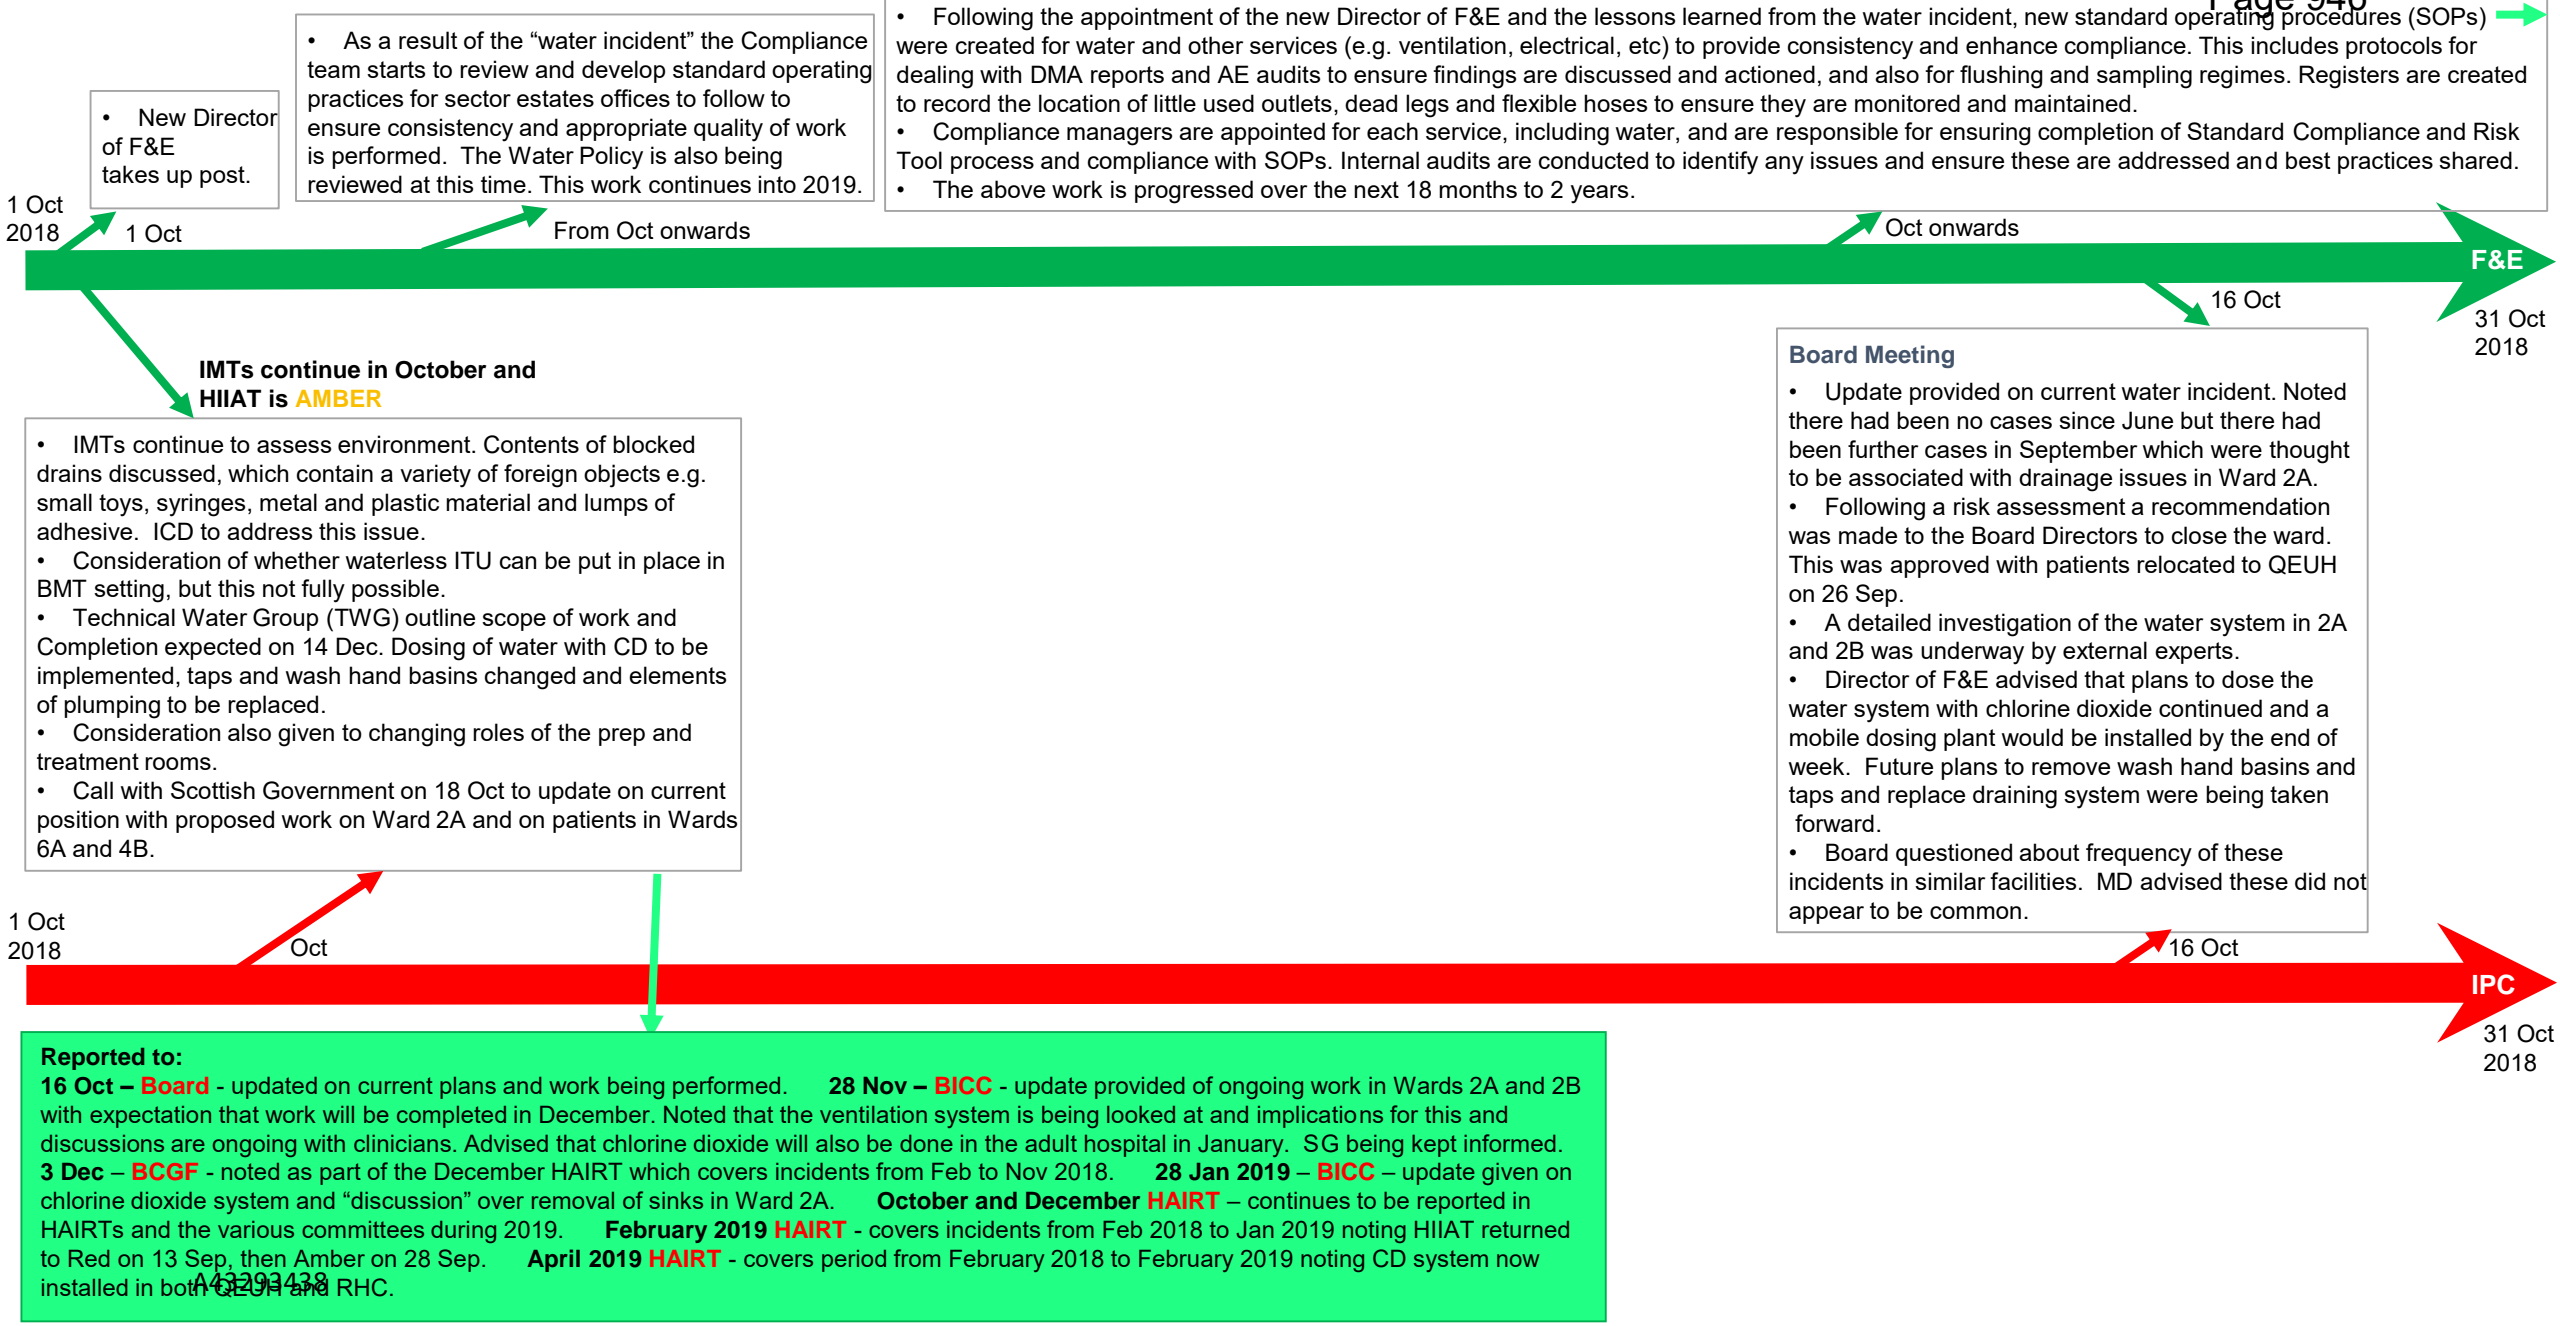 Page 946
• Following the appointment of the new Director of F&E and the lessons learned from the water incident, new standard operating procedures (SOPs)
were created for water and other services (e.g. ventilation, electrical, etc) to provide consistency and enhance compliance. This includes protocols for
dealing with DMA reports and AE audits to ensure findings are discussed and actioned, and also for flushing and sampling regimes. Registers are created
to record the location of little used outlets, dead legs and flexible hoses to ensure they are monitored and maintained.
• Compliance managers are appointed for each service, including water, and are responsible for ensuring completion of Standard Compliance and Risk
Tool process and compliance with SOPs. Internal audits are conducted to identify any issues and ensure these are addressed and best practices shared.
• The above work is progressed over the next 18 months to 2 years.
• As a result of the “water incident” the Compliance
team starts to review and develop standard operating
practices for sector estates offices to follow to
ensure consistency and appropriate quality of work
is performed. The Water Policy is also being
reviewed at this time. This work continues into 2019.
• New Director
of F&E
takes up post.
1 Oct
2018
1 Oct
From Oct onwards
Oct onwards
F&E
16 Oct
31 Oct
2018
IMTs continue in October and
HIIAT is AMBER
• IMTs continue to assess environment. Contents of blocked
drains discussed, which contain a variety of foreign objects e.g.
small toys, syringes, metal and plastic material and lumps of
adhesive. ICD to address this issue.
• Consideration of whether waterless ITU can be put in place in
BMT setting, but this not fully possible.
• Technical Water Group (TWG) outline scope of work and
Completion expected on 14 Dec. Dosing of water with CD to be
implemented, taps and wash hand basins changed and elements
of plumping to be replaced.
• Consideration also given to changing roles of the prep and
treatment rooms.
• Call with Scottish Government on 18 Oct to update on current
position with proposed work on Ward 2A and on patients in Wards
6A and 4B.
Board Meeting
• Update provided on current water incident. Noted
there had been no cases since June but there had
been further cases in September which were thought
to be associated with drainage issues in Ward 2A.
• Following a risk assessment a recommendation
was made to the Board Directors to close the ward.
This was approved with patients relocated to QEUH
on 26 Sep.
• A detailed investigation of the water system in 2A
and 2B was underway by external experts.
• Director of F&E advised that plans to dose the
water system with chlorine dioxide continued and a
mobile dosing plant would be installed by the end of
week. Future plans to remove wash hand basins and
taps and replace draining system were being taken
forward.
• Board questioned about frequency of these
incidents in similar facilities. MD advised these did not
appear to be common.
1 Oct
2018
Oct
16 Oct
IPC
31 Oct
2018
Reported to:
16 Oct – Board - updated on current plans and work being performed. 28 Nov – BICC - update provided of ongoing work in Wards 2A and 2B
with expectation that work will be completed in December. Noted that the ventilation system is being looked at and implications for this and
discussions are ongoing with clinicians. Advised that chlorine dioxide will also be done in the adult hospital in January. SG being kept informed.
3 Dec – BCGF - noted as part of the December HAIRT which covers incidents from Feb to Nov 2018. 28 Jan 2019 – BICC – update given on
chlorine dioxide system and “discussion” over removal of sinks in Ward 2A. October and December HAIRT – continues to be reported in
HAIRTs and the various committees during 2019. February 2019 HAIRT - covers incidents from Feb 2018 to Jan 2019 noting HIIAT returned
to Red on 13 Sep, then Amber on 28 Sep. April 2019 HAIRT - covers period from February 2018 to February 2019 noting CD system now
installed in both QEUH and RHC.
A43293438